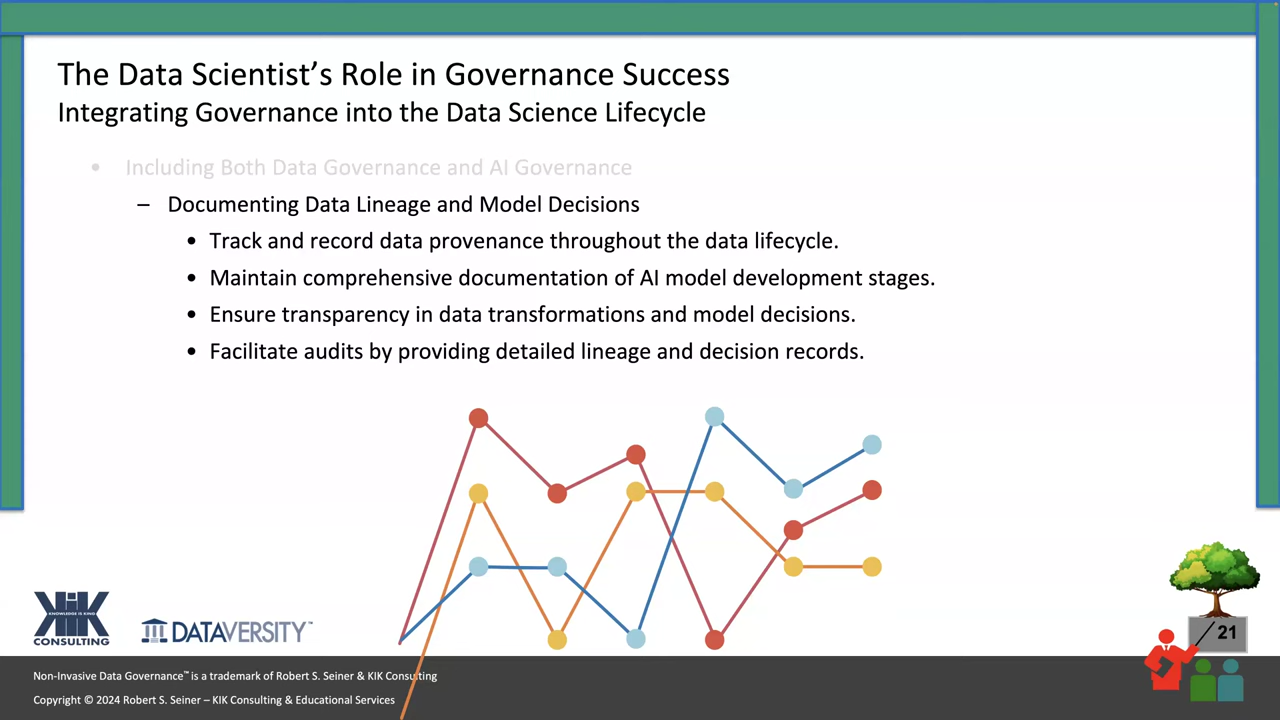 The Data Scientist’s Role in Governance Success
Integrating Governance into the Data Science Lifecycle
• Including Both Data Governance and AI Governance
– Documenting Data Lineage and Model Decisions
• Track and record data provenance throughout the data lifecycle.
• Maintain comprehensive documentation of AI model development stages.
• Ensure transparency in data transformations and model decisions.
• Facilitate audits by providing detailed lineage and decision records.
KIK
KNOWLEDGE IS KING
CONSULTING
DATAVERSITY™
21
Non-Invasive Data Governance™ is a trademark of Robert S. Seiner & KIK Consulting
Copyright © 2024 Robert S. Seiner – KIK Consulting & Educational Services